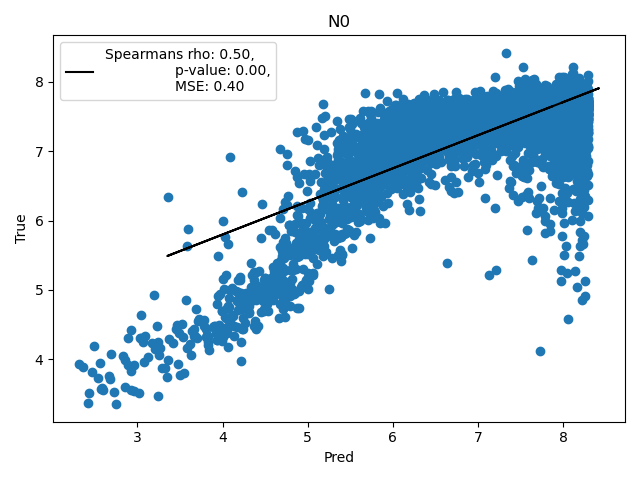 N0
Spearmans rho: 0.50,
p-value: 0.00,
MSE: 0.40
True
8
7
6
5
4
3 4 5 6 7 8
Pred